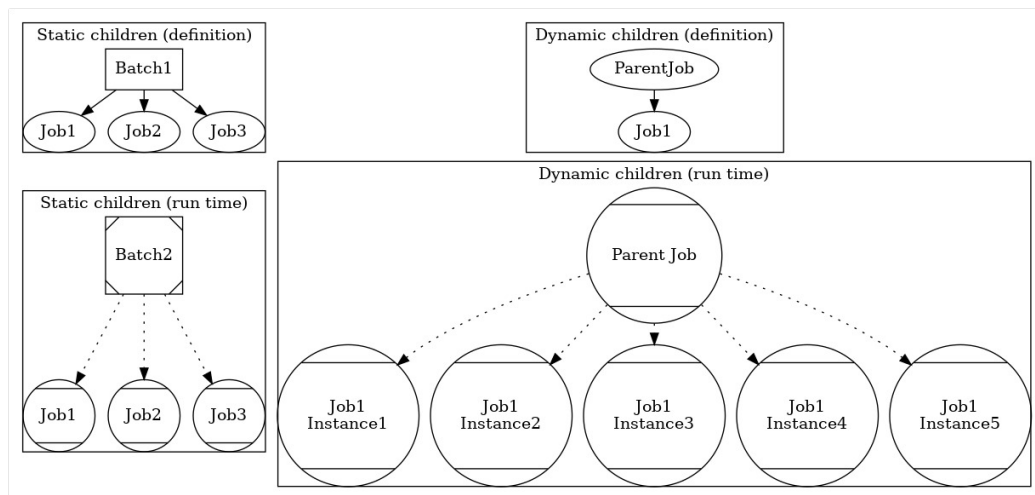 Static children (definition)
Batch1
Job1
Job2
Job3
Dynamic children (definition)
ParentJob
Job1
Static children (run time)
Batch2
Job1
Job2
Job3
Dynamic children (run time)
Parent Job
Job1
Instance1
Job1
Instance2
Job1
Instance3
Job1
Instance4
Job1
Instance5